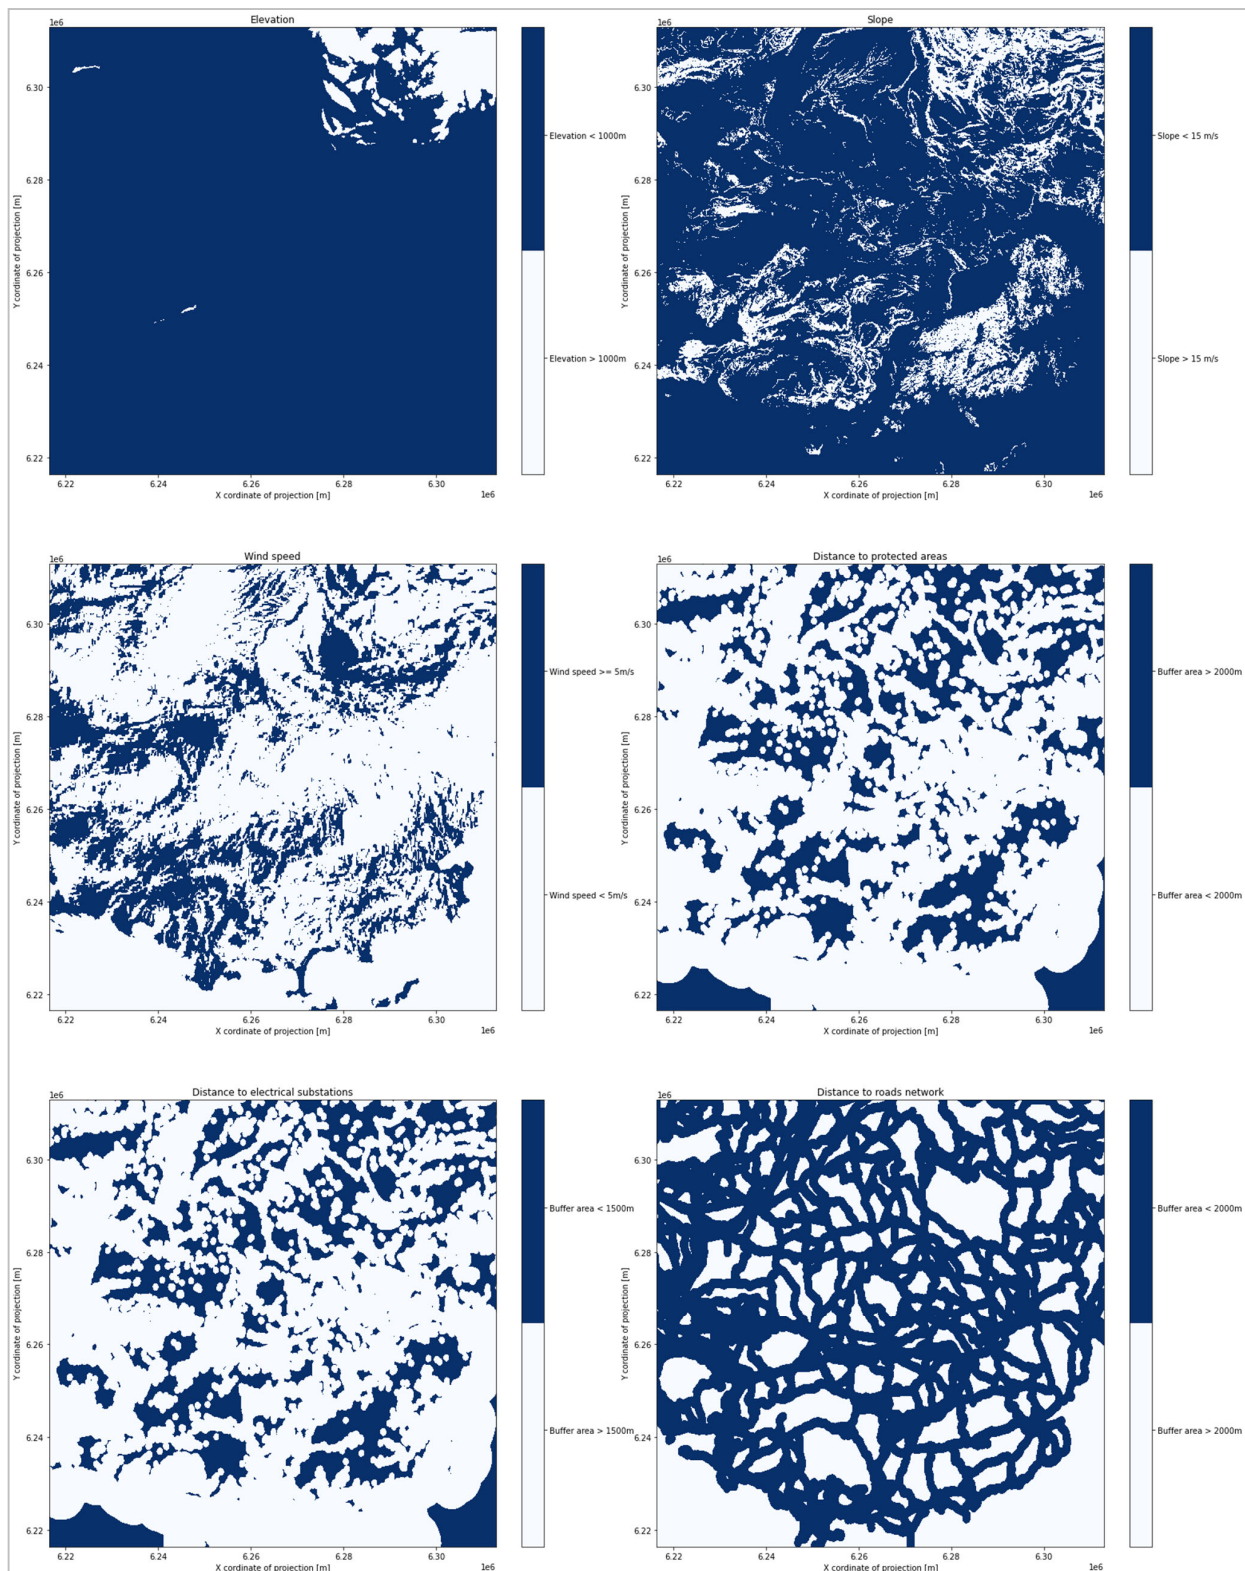 Elevation
1e6
6.30
6.28
6.26
6.24
6.22
Y cordinate of projection [m]
6.22
6.24
6.26
6.28
6.30
1e6
X cordinate of projection [m]
Elevation < 1000m
Elevation > 1000m
Slope
1e6
6.30
6.28
6.26
6.24
6.22
Y cordinate of projection [m]
6.22
6.24
6.26
6.28
6.30
1e6
X cordinate of projection [m]
Slope < 15 m/s
Slope > 15 m/s
Wind speed
1e6
6.30
6.28
6.26
6.24
6.22
Y cordinate of projection [m]
6.22
6.24
6.26
6.28
6.30
1e6
X cordinate of projection [m]
Wind speed >= 5m/s
Wind speed < 5m/s
Distance to protected areas
1e6
6.30
6.28
6.26
6.24
6.22
Y cordinate of projection [m]
6.22
6.24
6.26
6.28
6.30
1e6
X cordinate of projection [m]
Buffer area > 2000m
Buffer area < 2000m
Distance to electrical substations
1e6
6.30
6.28
6.26
6.24
6.22
Y cordinate of projection [m]
6.22
6.24
6.26
6.28
6.30
1e6
X cordinate of projection [m]
Buffer area < 1500m
Buffer area > 1500m
Distance to roads network
1e6
6.30
6.28
6.26
6.24
6.22
Y cordinate of projection [m]
6.22
6.24
6.26
6.28
6.30
1e6
X cordinate of projection [m]
Buffer area < 2000m
Buffer area > 2000m